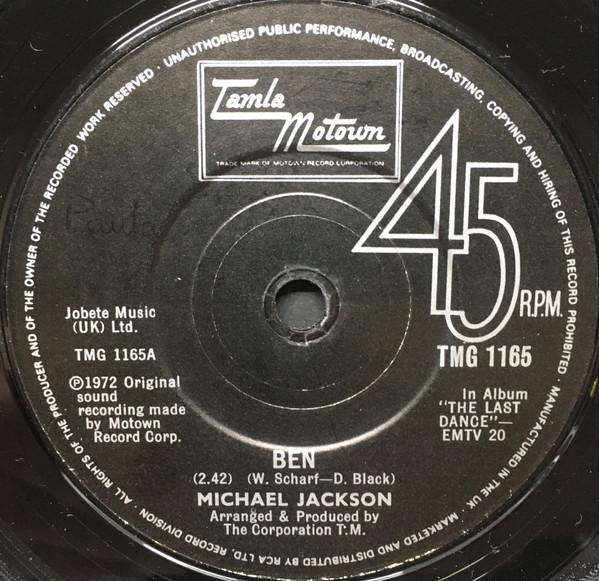 ALL RIGHTS OF THE PRODUCER AND OF THE OWNER OF THE RECORDED WORK RESERVED · UNAUTHORISED PUBLIC PERFORMANCE, BROADCASTING, COPYING AND HIRING OF THIS RECORD PROHIBITED · MANUFACTURED IN THE UK · MARKETED AND DISTRIBUTED BY RCA LTD. RECORD DIVISION ·
Tamla
Motown
TRADE MARK OF MOTOWN RECORD CORPORATION
45
R.P.M.
Paula
Jobete Music
(UK) Ltd.
TMG 1165A
TMG 1165
℗1972 Original
sound
recording made
by Motown
Record Corp.
In Album
"THE LAST
DANCE"—
EMTV 20
BEN
(2.42) (W. Scharf—D. Black)
MICHAEL JACKSON
Arranged & Produced by
The Corporation T.M.